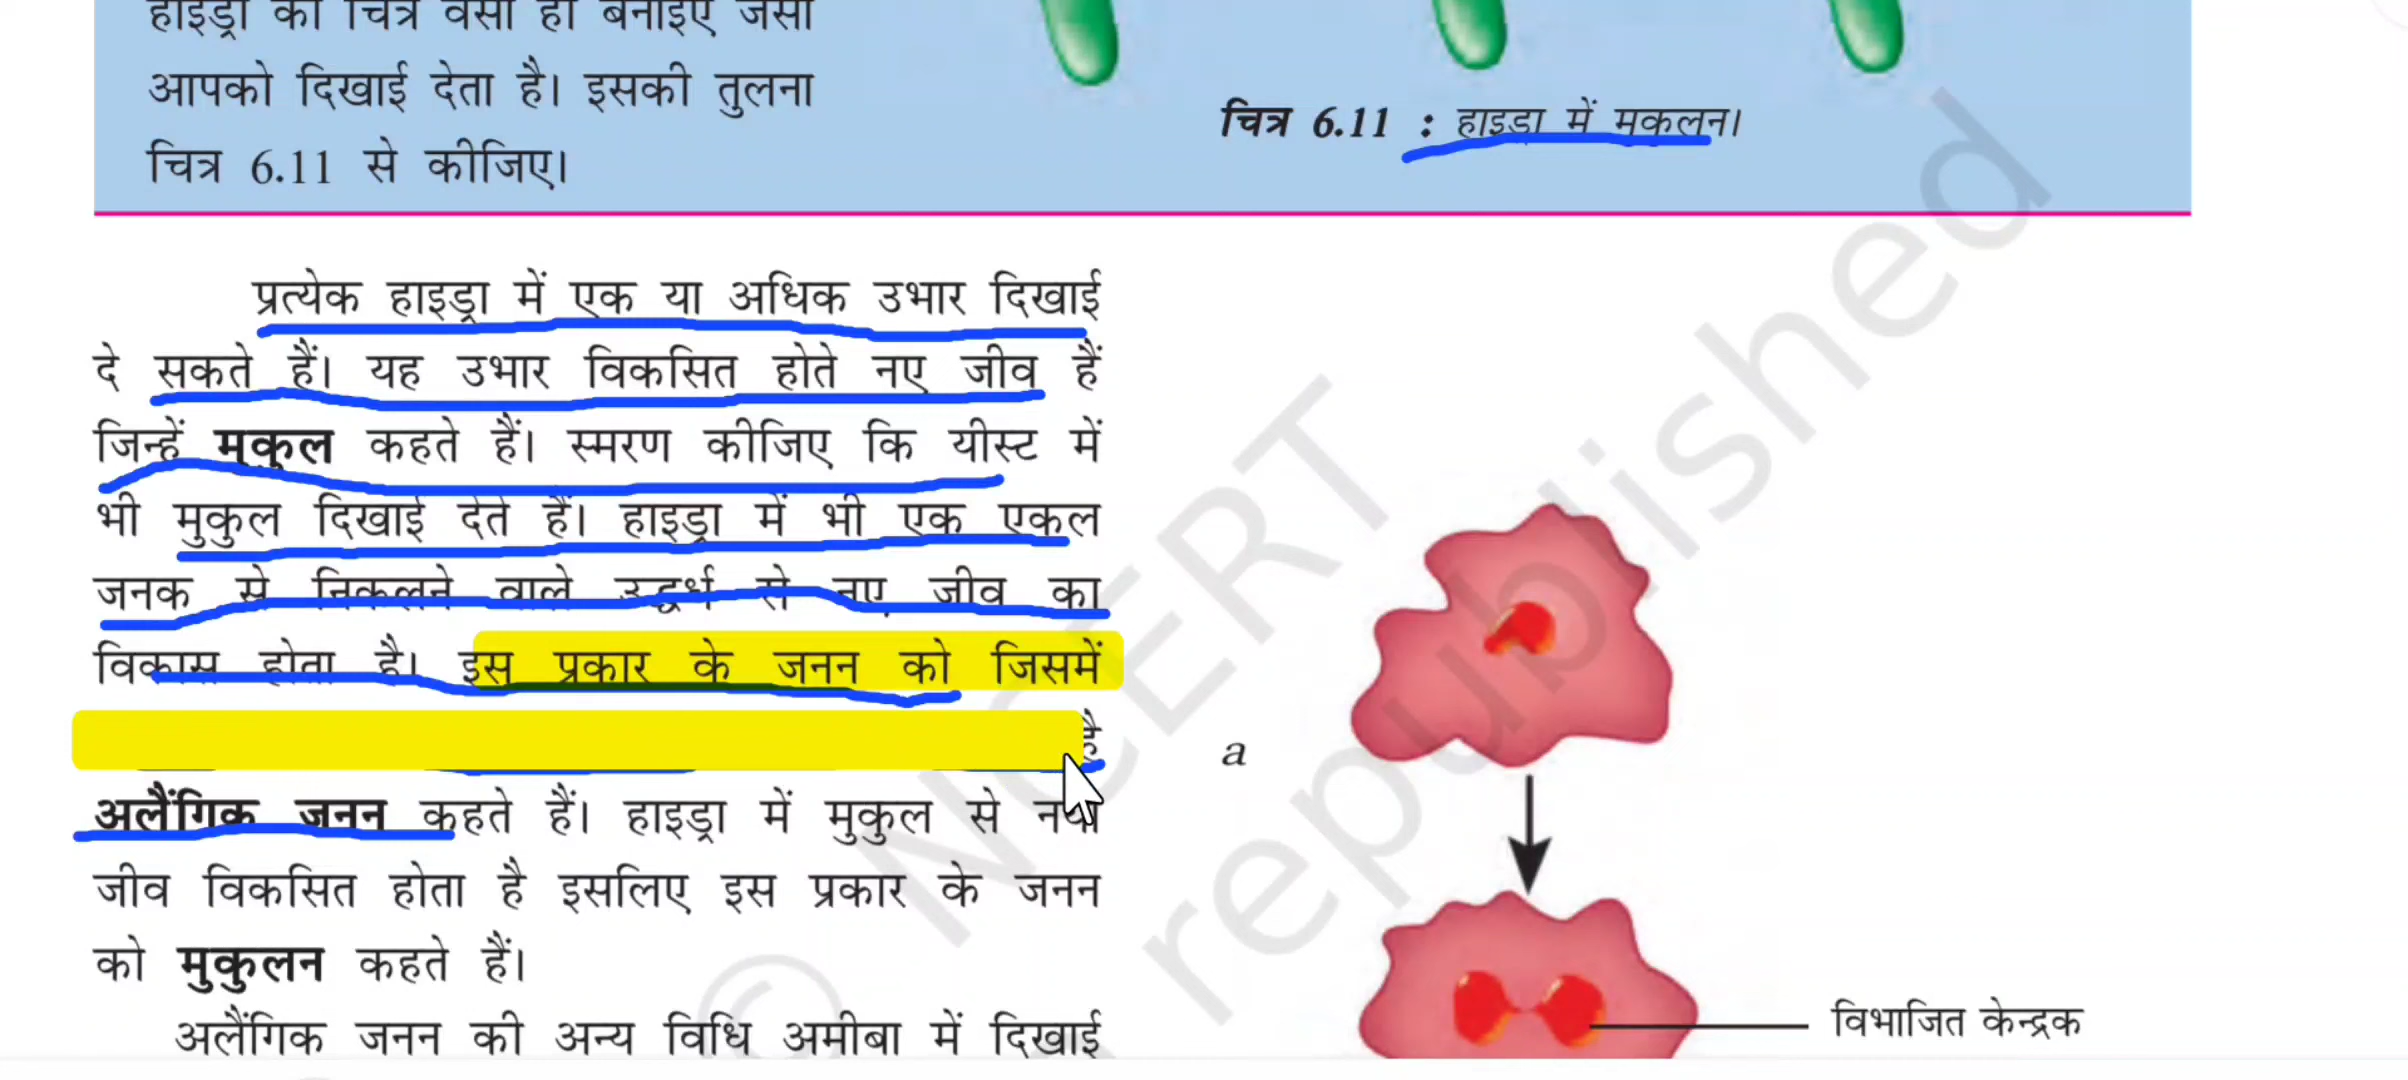 हाइड्रा का चित्र वैसा ही बनाइए जैसा
आपको दिखाई देता है। इसकी तुलना
चित्र 6.11 से कीजिए।
चित्र 6.11 : हाइड्रा में मुकुलन।
प्रत्येक हाइड्रा में एक या अधिक उभार दिखाई
दे सकते हैं। यह उभार विकसित होते नए जीव हैं
जिन्हें मुकुल कहते हैं। स्मरण कीजिए कि यीस्ट में
भी मुकुल दिखाई देते हैं। हाइड्रा में भी एक एकल
जनक से निकलने वाले उद्धर्ध से नए जीव का
विकास होता है। इस प्रकार के जनन को जिसमें
है
अलैंगिक जनन कहते हैं। हाइड्रा में मुकुल से नया
जीव विकसित होता है इसलिए इस प्रकार के जनन
को मुकुलन कहते हैं।
अलैंगिक जनन की अन्य विधि अमीबा में दिखाई
a
विभाजित केन्द्रक
© NCERT
republished